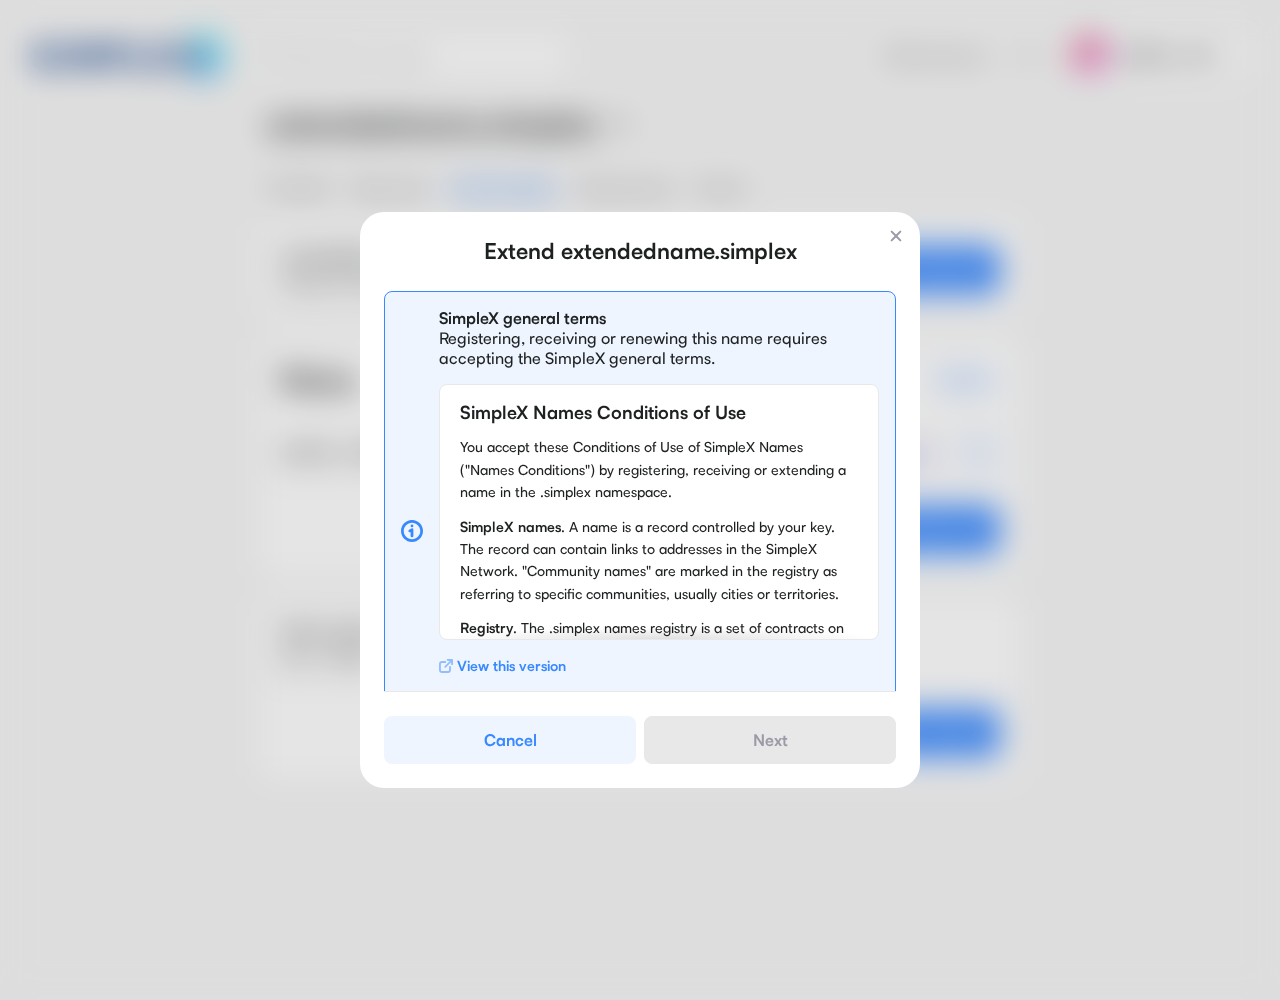 Extend extendedname.simplex
SimpleX general terms
Registering, receiving or renewing this name requires
accepting the SimpleX general terms.
SimpleX Names Conditions of Use
You accept these Conditions of Use of SimpleX Names
("Names Conditions") by registering, receiving or extending a
name in the .simplex namespace.
SimpleX names. A name is a record controlled by your key.
The record can contain links to addresses in the SimpleX
Network. "Community names" are marked in the registry as
referring to specific communities, usually cities or territories.
Registry. The .simplex names registry is a set of contracts on
View this version
Cancel
Next